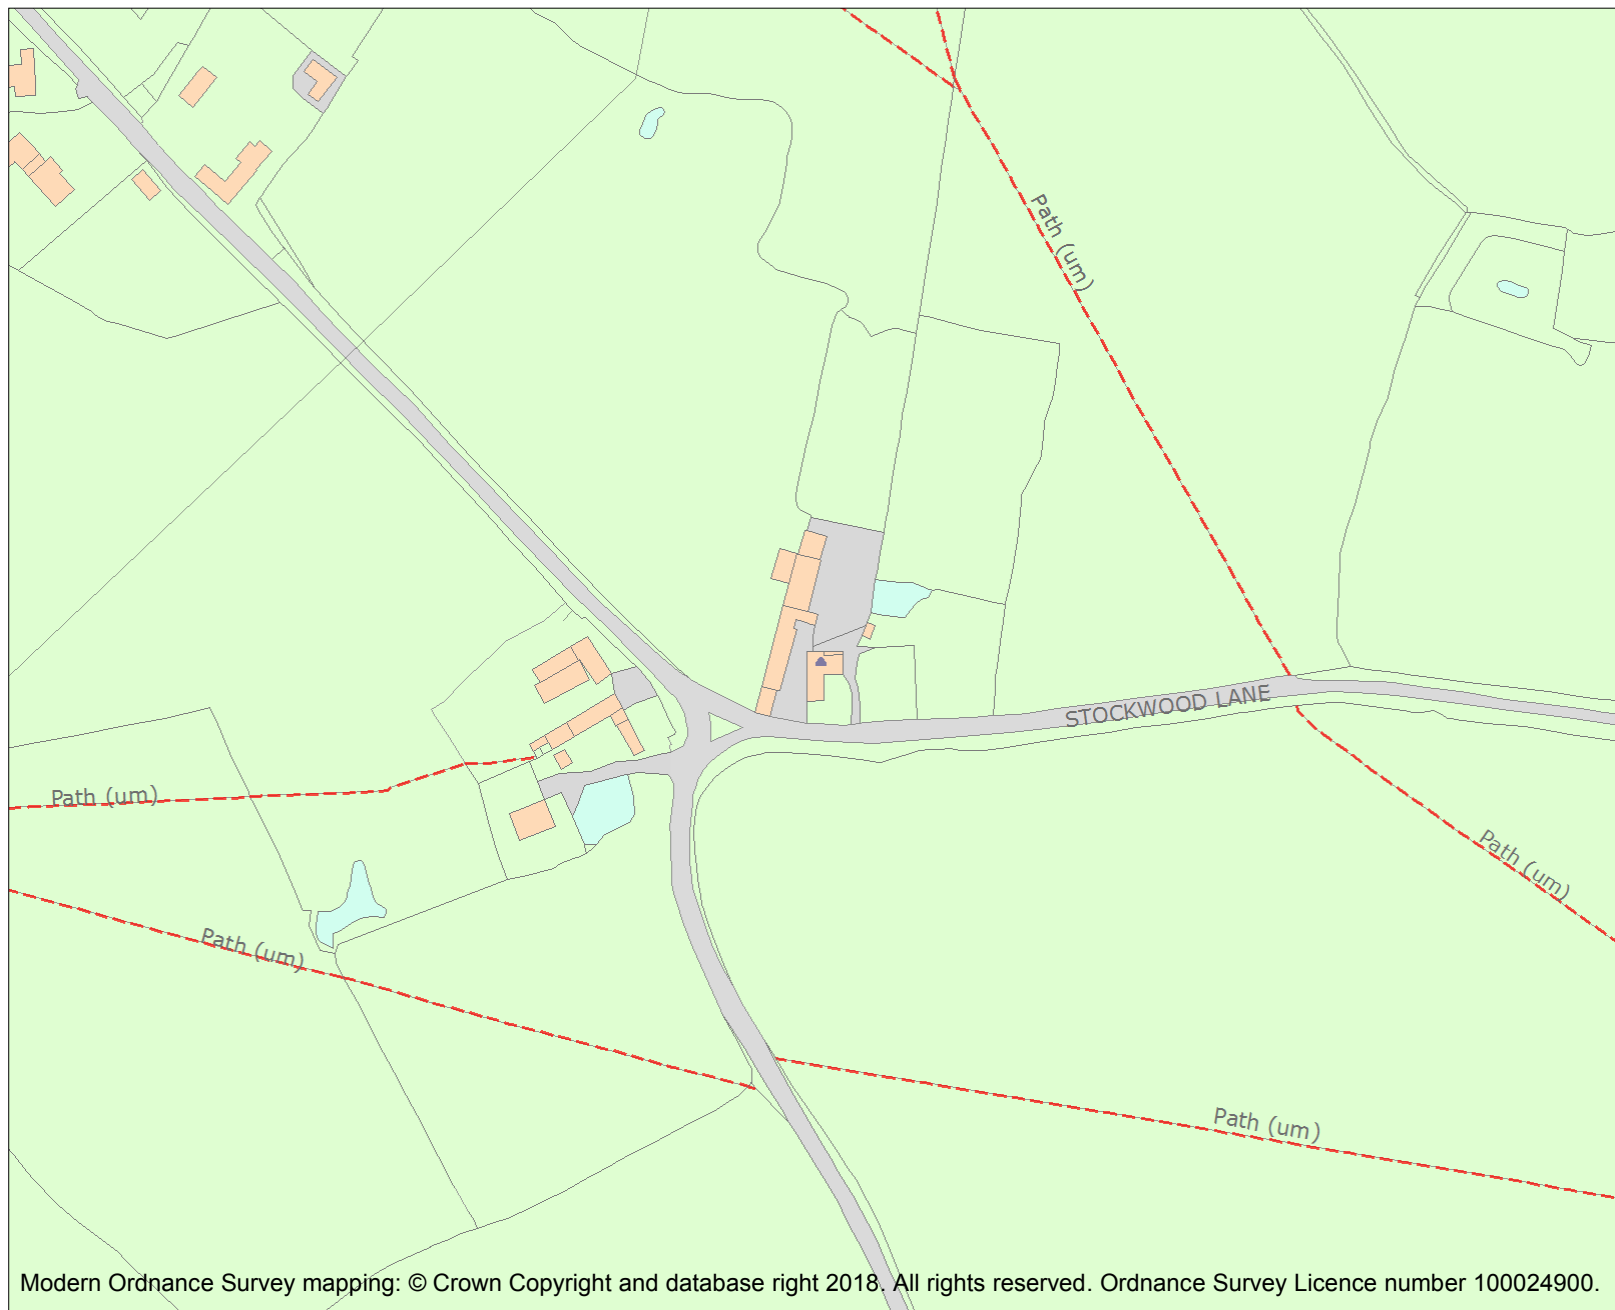 Path (um)
STOCKWOOD LANE
Path (um)
Path (um)
Path (um)
Path (um)
Modern Ordnance Survey mapping: © Crown Copyright and database right 2018. All rights reserved. Ordnance Survey Licence number 100024900.